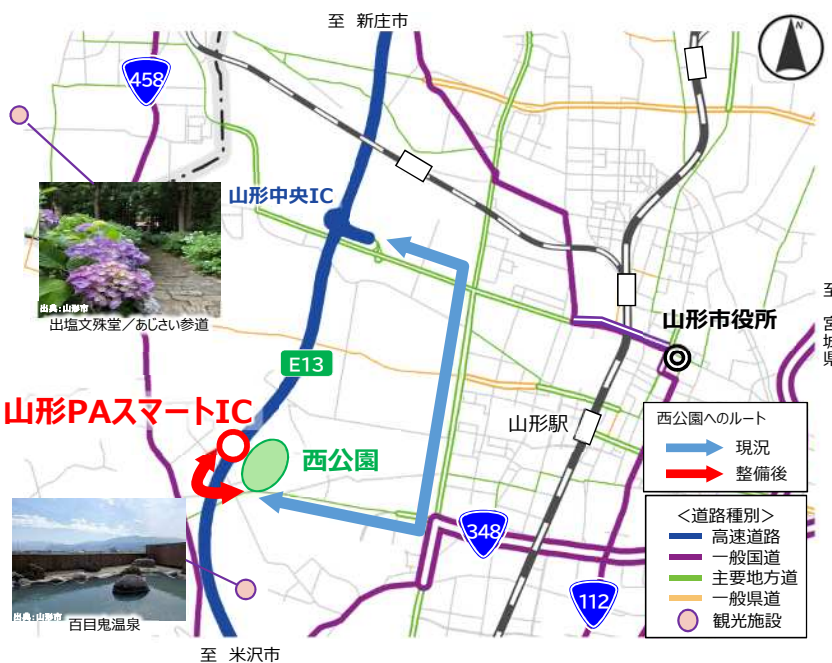 至 新庄市
N
458
山形中央IC
出典:山形市
出塩文殊堂/あじさい参道
E13
至 宮城県
山形市役所
山形PAスマートIC
西公園
山形駅
西公園へのルート
現況
整備後
348
112
<道路種別>
高速道路
一般国道
主要地方道
一般県道
観光施設
出典:山形市
百目鬼温泉
至 米沢市